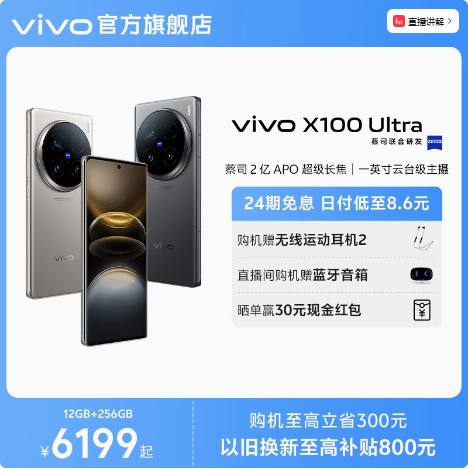 vivo 官方旗舰店
直播讲解 >
vivo X100 Ultra
蔡司联合研发 ZEISS
蔡司2亿 APO 超级长焦 | 一英寸云台级主摄
24期免息 日付低至8.6元
购机赠无线运动耳机2
直播间购机赠蓝牙音箱
晒单赢30元现金红包
vivo
12GB+256GB
¥6199起
购机至高立省300元
以旧换新至高补贴800元